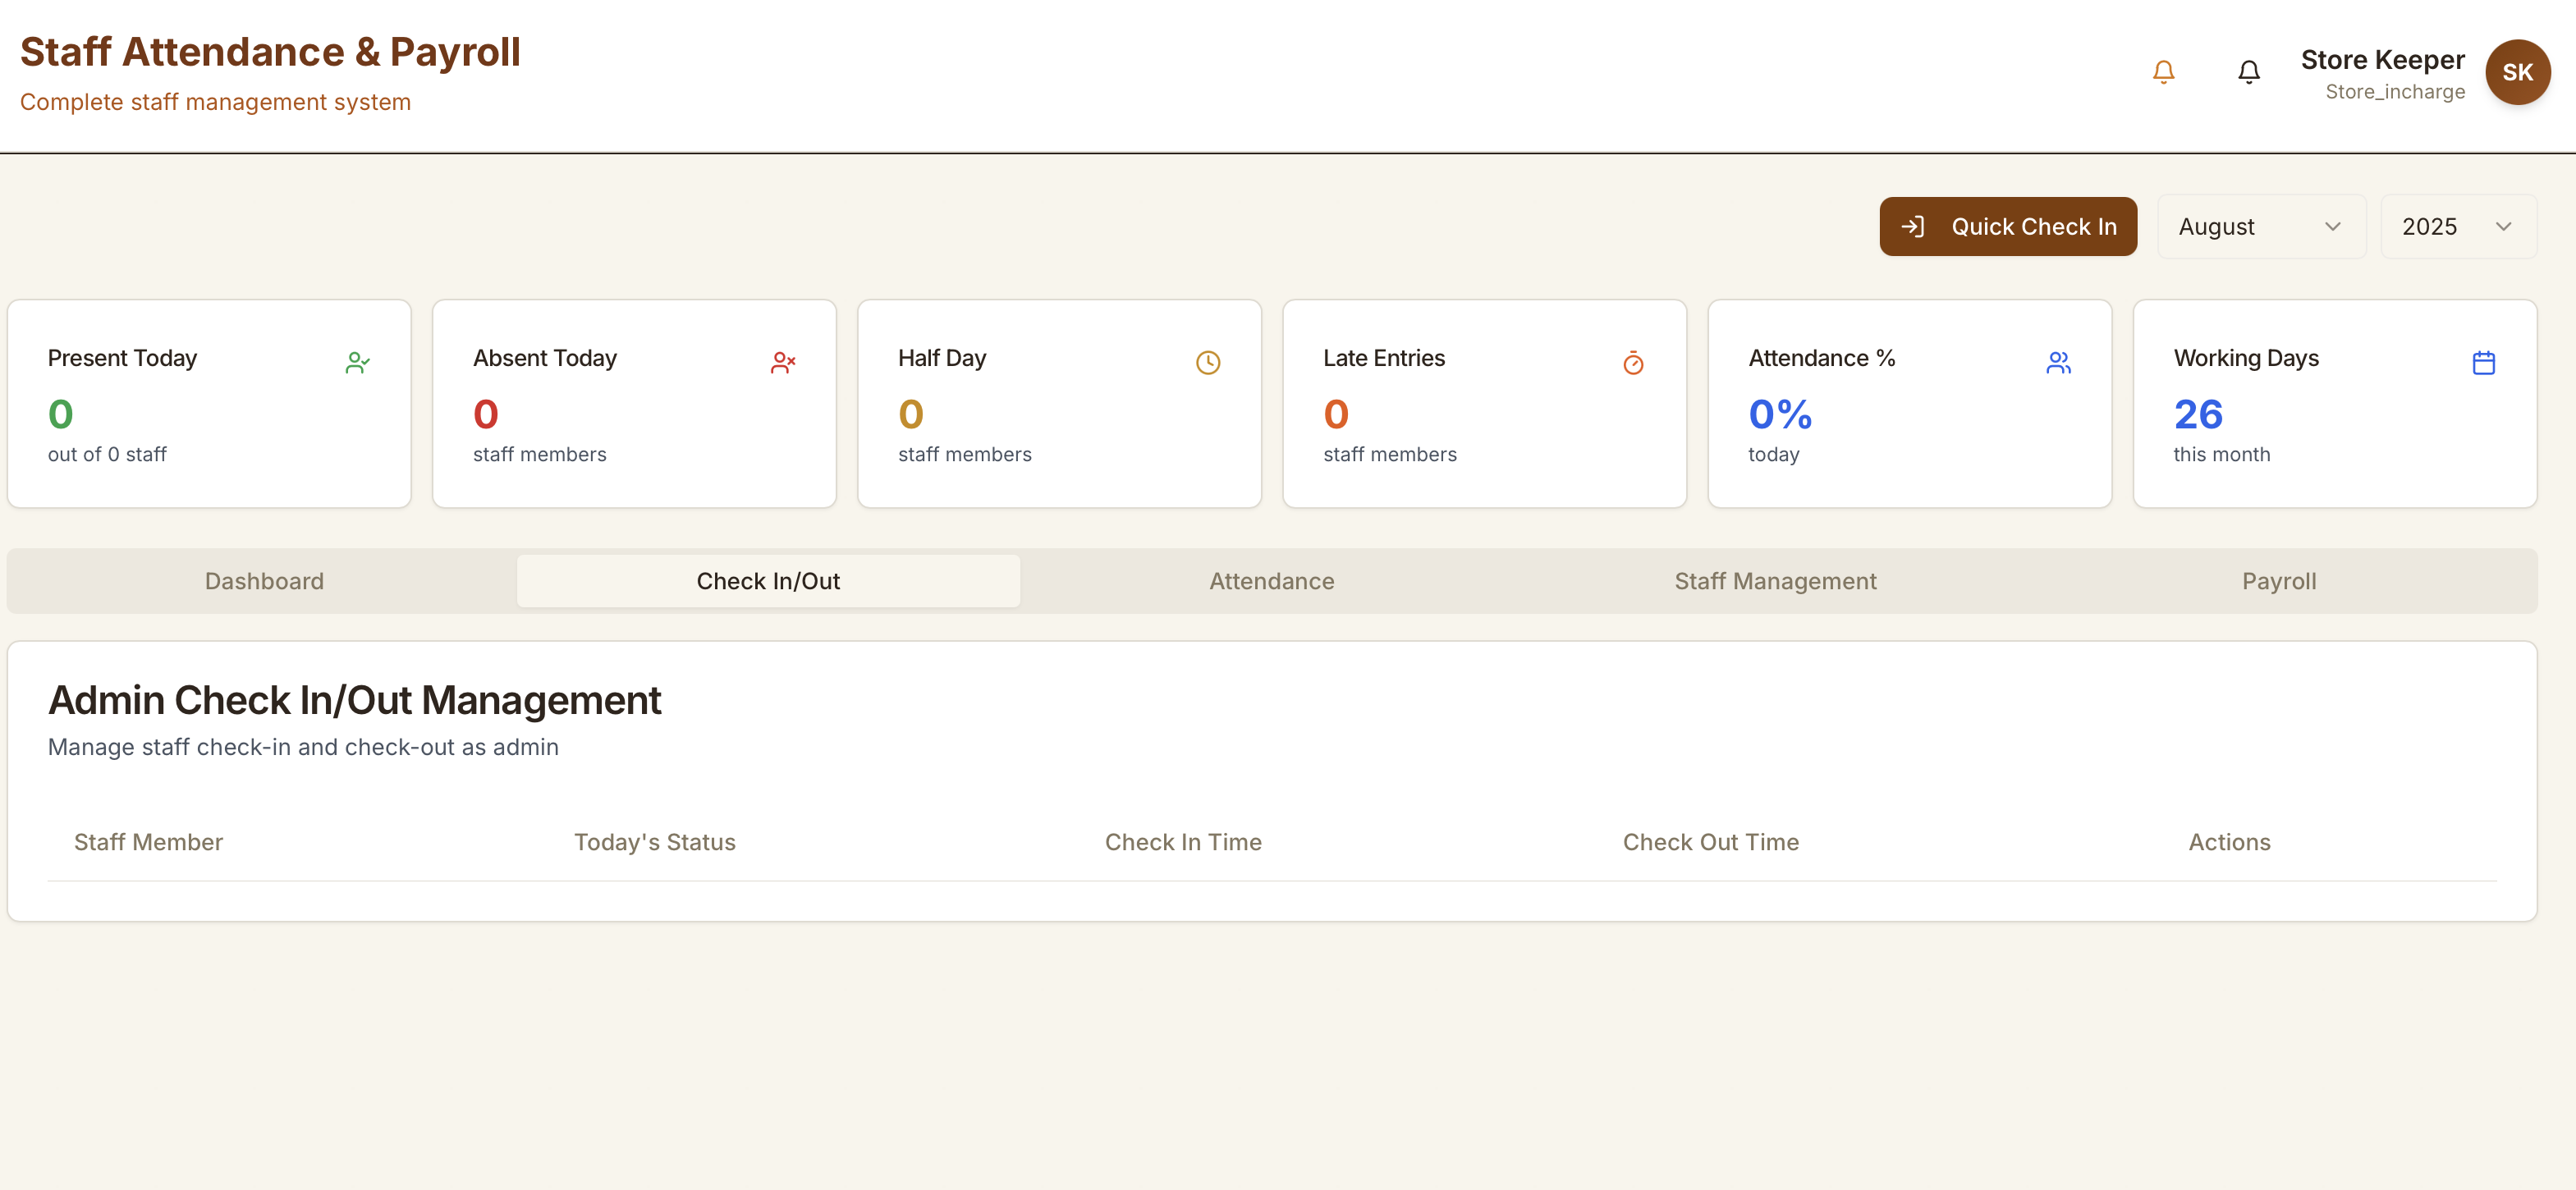 Staff Attendance & Payroll
Complete staff management system
Store Keeper
Store_incharge
SK
Quick Check In
August
2025
Present Today
0
out of 0 staff
Absent Today
0
staff members
Half Day
0
staff members
Late Entries
0
staff members
Attendance %
0%
today
Working Days
26
this month
Dashboard
Check In/Out
Attendance
Staff Management
Payroll
Admin Check In/Out Management
Manage staff check-in and check-out as admin
Staff Member
Today's Status
Check In Time
Check Out Time
Actions